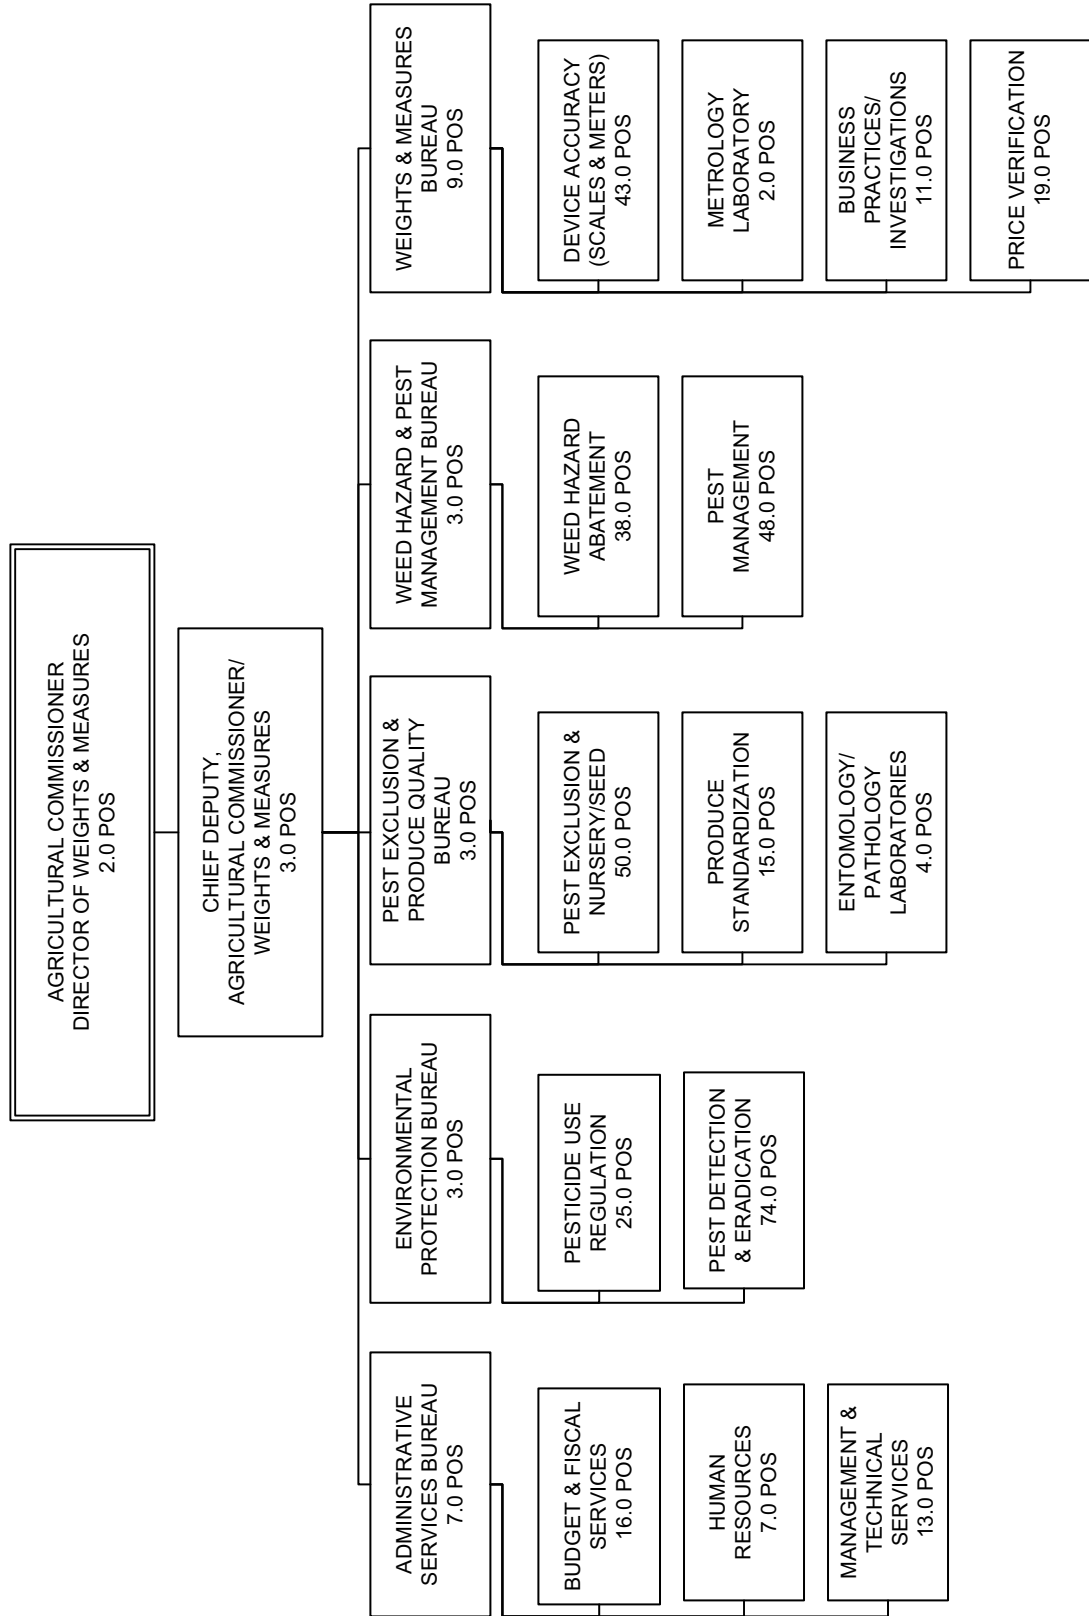 AGRICULTURAL COMMISSIONER
DIRECTOR OF WEIGHTS & MEASURES
2.0 POS
CHIEF DEPUTY,
AGRICULTURAL COMMISSIONER/
WEIGHTS & MEASURES
3.0 POS
ADMINISTRATIVE
SERVICES BUREAU
7.0 POS
BUDGET & FISCAL
SERVICES
16.0 POS
HUMAN
RESOURCES
7.0 POS
MANAGEMENT &
TECHNICAL
SERVICES
13.0 POS
ENVIRONMENTAL
PROTECTION BUREAU
3.0 POS
PESTICIDE USE
REGULATION
25.0 POS
PEST DETECTION
& ERADICATION
74.0 POS
PEST EXCLUSION &
PRODUCE QUALITY
BUREAU
3.0 POS
PEST EXCLUSION &
NURSERY/SEED
50.0 POS
PRODUCE
STANDARDIZATION
15.0 POS
ENTOMOLOGY/
PATHOLOGY
LABORATORIES
4.0 POS
WEED HAZARD & PEST
MANAGEMENT BUREAU
3.0 POS
WEED HAZARD
ABATEMENT
38.0 POS
PEST
MANAGEMENT
48.0 POS
WEIGHTS & MEASURES
BUREAU
9.0 POS
DEVICE ACCURACY
(SCALES & METERS)
43.0 POS
METROLOGY
LABORATORY
2.0 POS
BUSINESS
PRACTICES/
INVESTIGATIONS
11.0 POS
PRICE VERIFICATION
19.0 POS